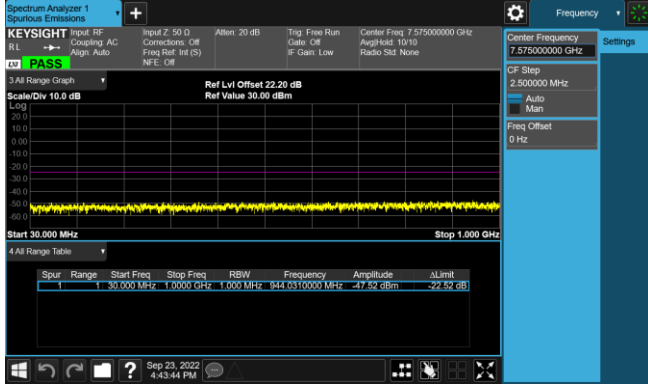 Spectrum Analyzer 1
Spurious Emissions
Frequency
KEYSIGHT
Input: RF
Coupling: AC
Align: Auto
Input Z: 50 Ω
Corrections: Off
Freq Ref: Int (S)
NFE: Off
Atten: 20 dB
Trig: Free Run
Gate: Off
IF Gain: Low
Center Freq: 7.575000000 GHz
Avg|Hold: 10/10
Radio Std: None
RL
LXI
PASS
Center Frequency
7.575000000 GHz
Settings
CF Step
2.500000 MHz
Auto
Man
Freq Offset
0 Hz
3 All Range Graph
Scale/Div 10.0 dB
Ref Lvl Offset 22.20 dB
Ref Value 30.00 dBm
Log
20.0
10.0
0.00
-10.0
-20.0
-30.0
-40.0
-50.0
-60.0
Start 30.000 MHz
Stop 1.000 GHz
4 All Range Table
Spur Range Start Freq Stop Freq RBW Frequency Amplitude ΔLimit
1 1 30.000 MHz 1.0000 GHz 1.000 MHz 944.0310000 MHz -47.52 dBm -22.52 dB
?
Sep 23, 2022
4:43:44 PM